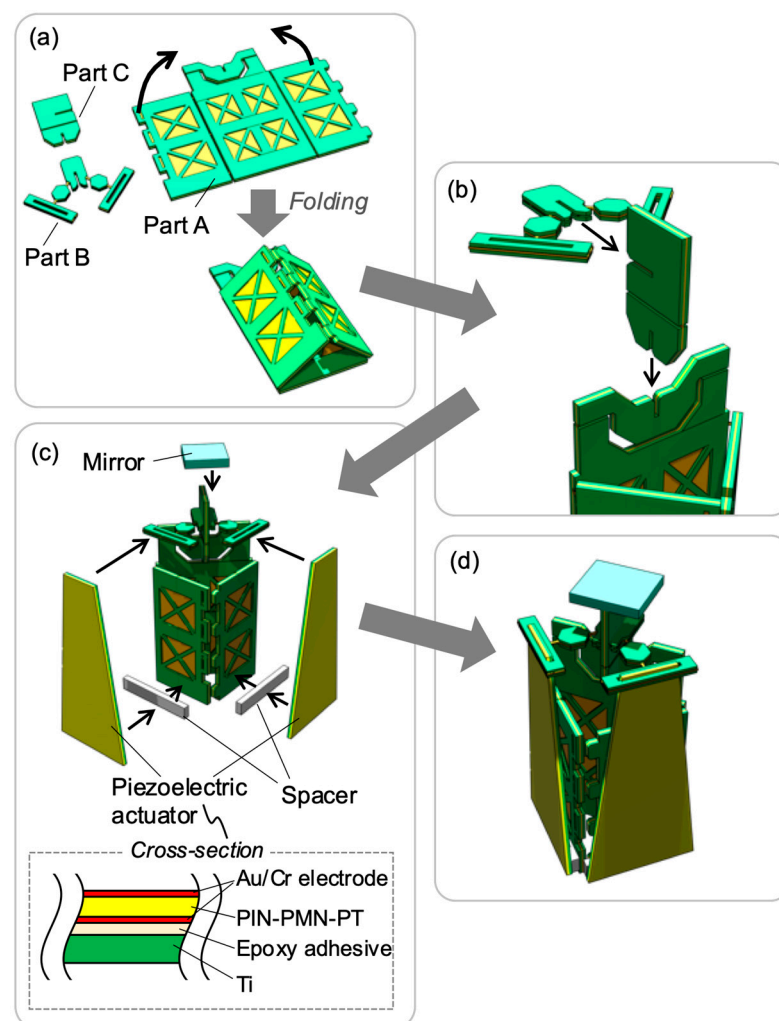 (a)
Part C
Part A
Part B
Folding
(b)
(c)
Mirror
Piezoelectric
actuator
Spacer
Cross-section
Au/Cr electrode
PIN-PMN-PT
Epoxy adhesive
Ti
(d)